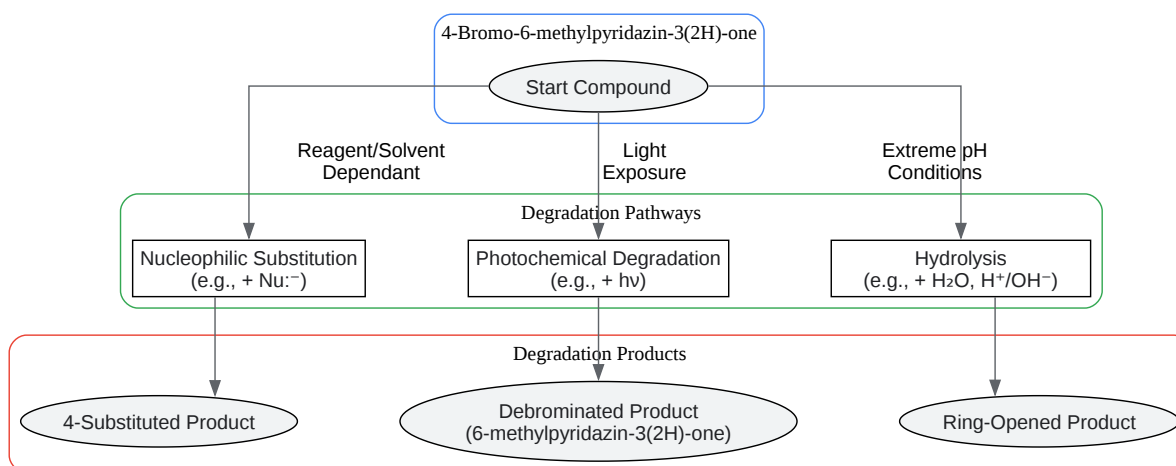 4-Bromo-6-methylpyridazin-3(2H)-one
Start Compound
Reagent/Solvent
Dependant
Light
Exposure
Extreme pH
Conditions
Degradation Pathways
Nucleophilic Substitution
(e.g., + Nu:⁻)
Photochemical Degradation
(e.g., + hν)
Hydrolysis
(e.g., + H₂O, H⁺/OH⁻)
Degradation Products
4-Substituted Product
Debrominated Product
(6-methylpyridazin-3(2H)-one)
Ring-Opened Product